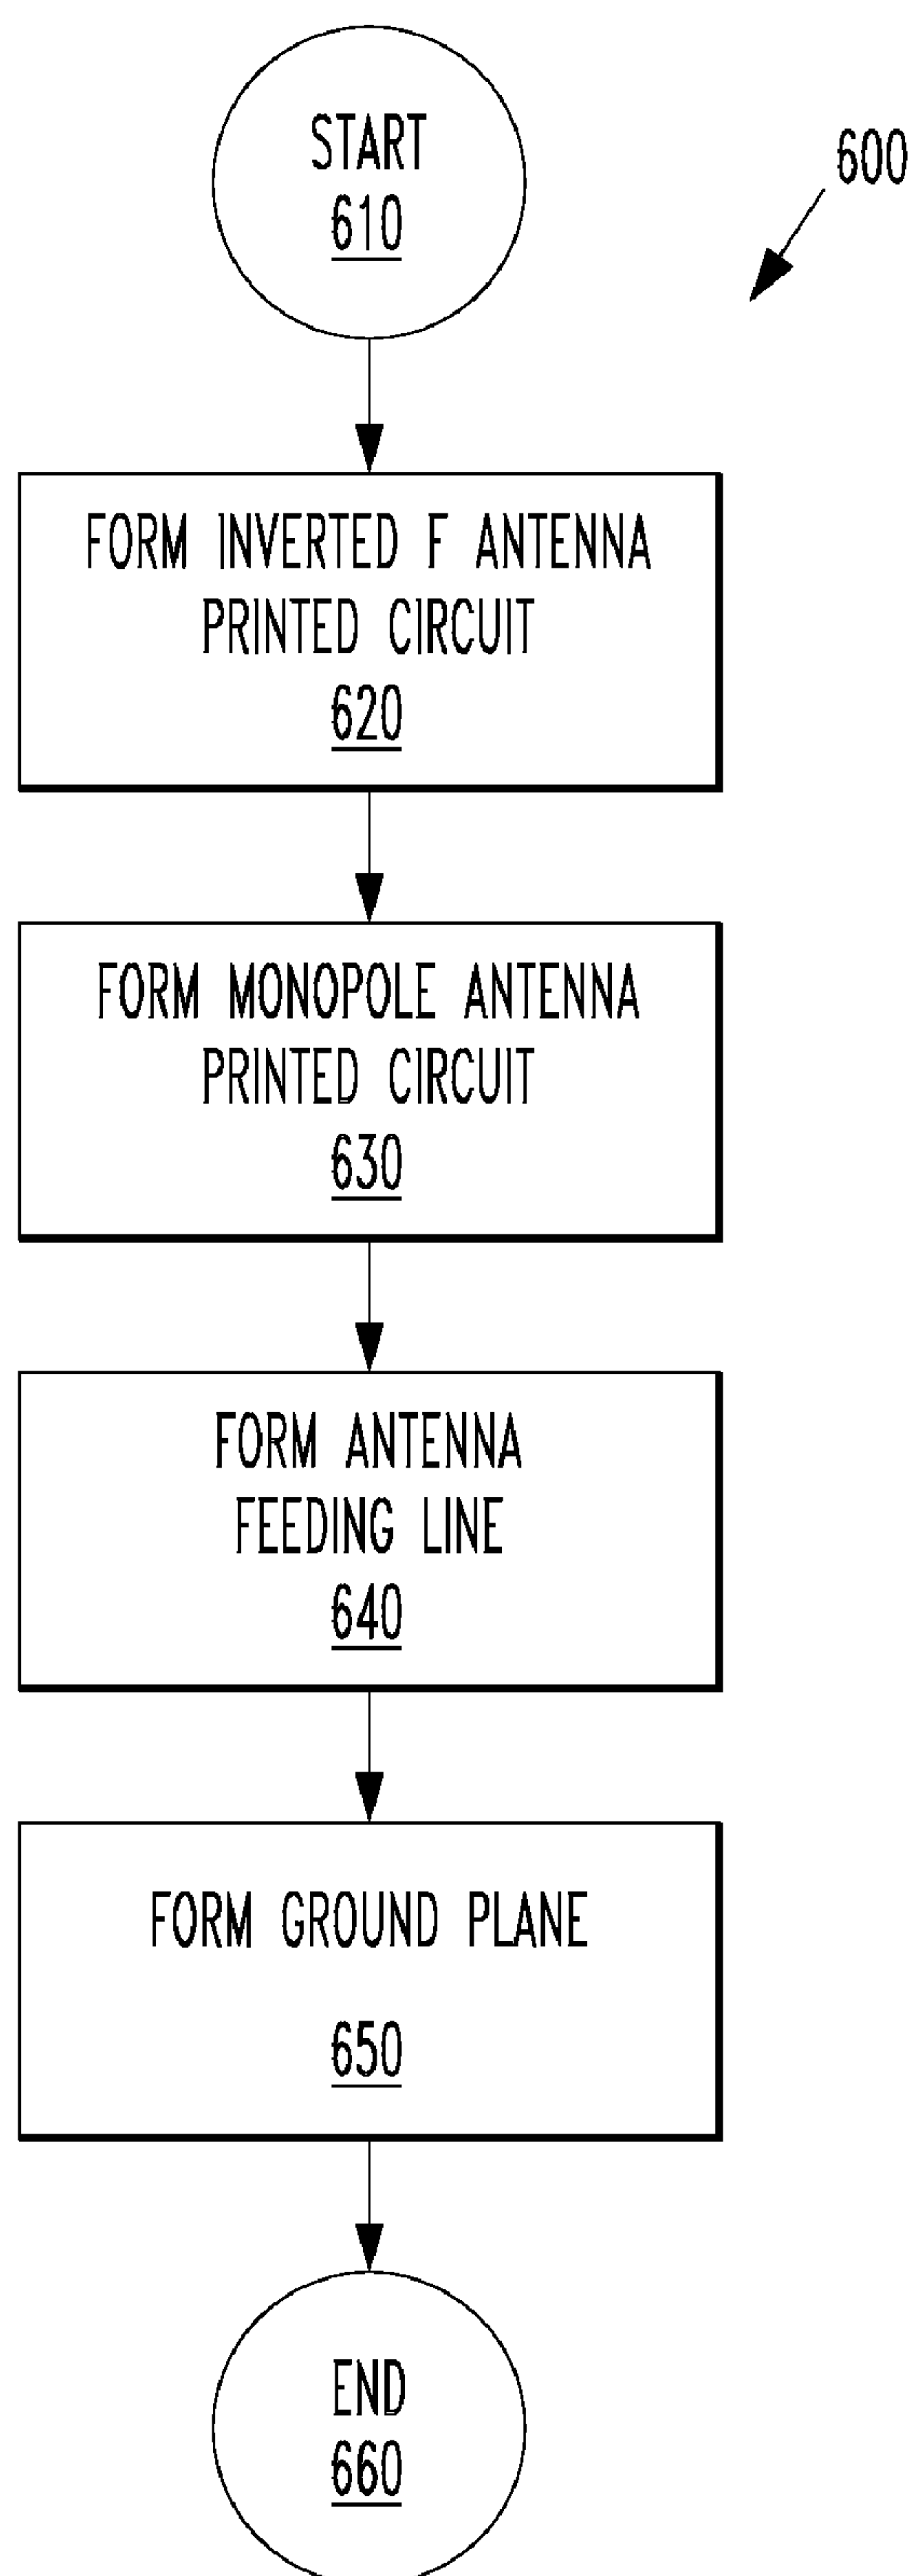 START
610
600
FORM INVERTED F ANTENNA
PRINTED CIRCUIT
620
FORM MONOPOLE ANTENNA
PRINTED CIRCUIT
630
FORM ANTENNA
FEEDING LINE
640
FORM GROUND PLANE
650
END
660